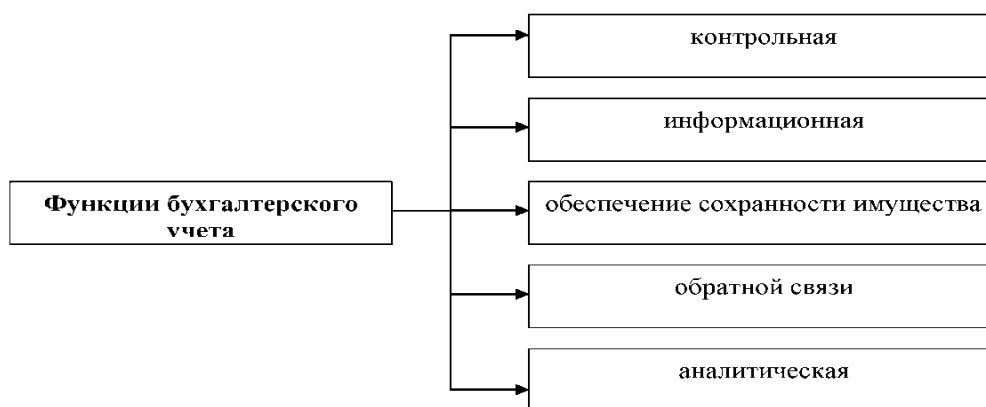 контрольная
информационная
Функции бухгалтерского
учета
обеспечение сохранности имущества
обратной связи
аналитическая